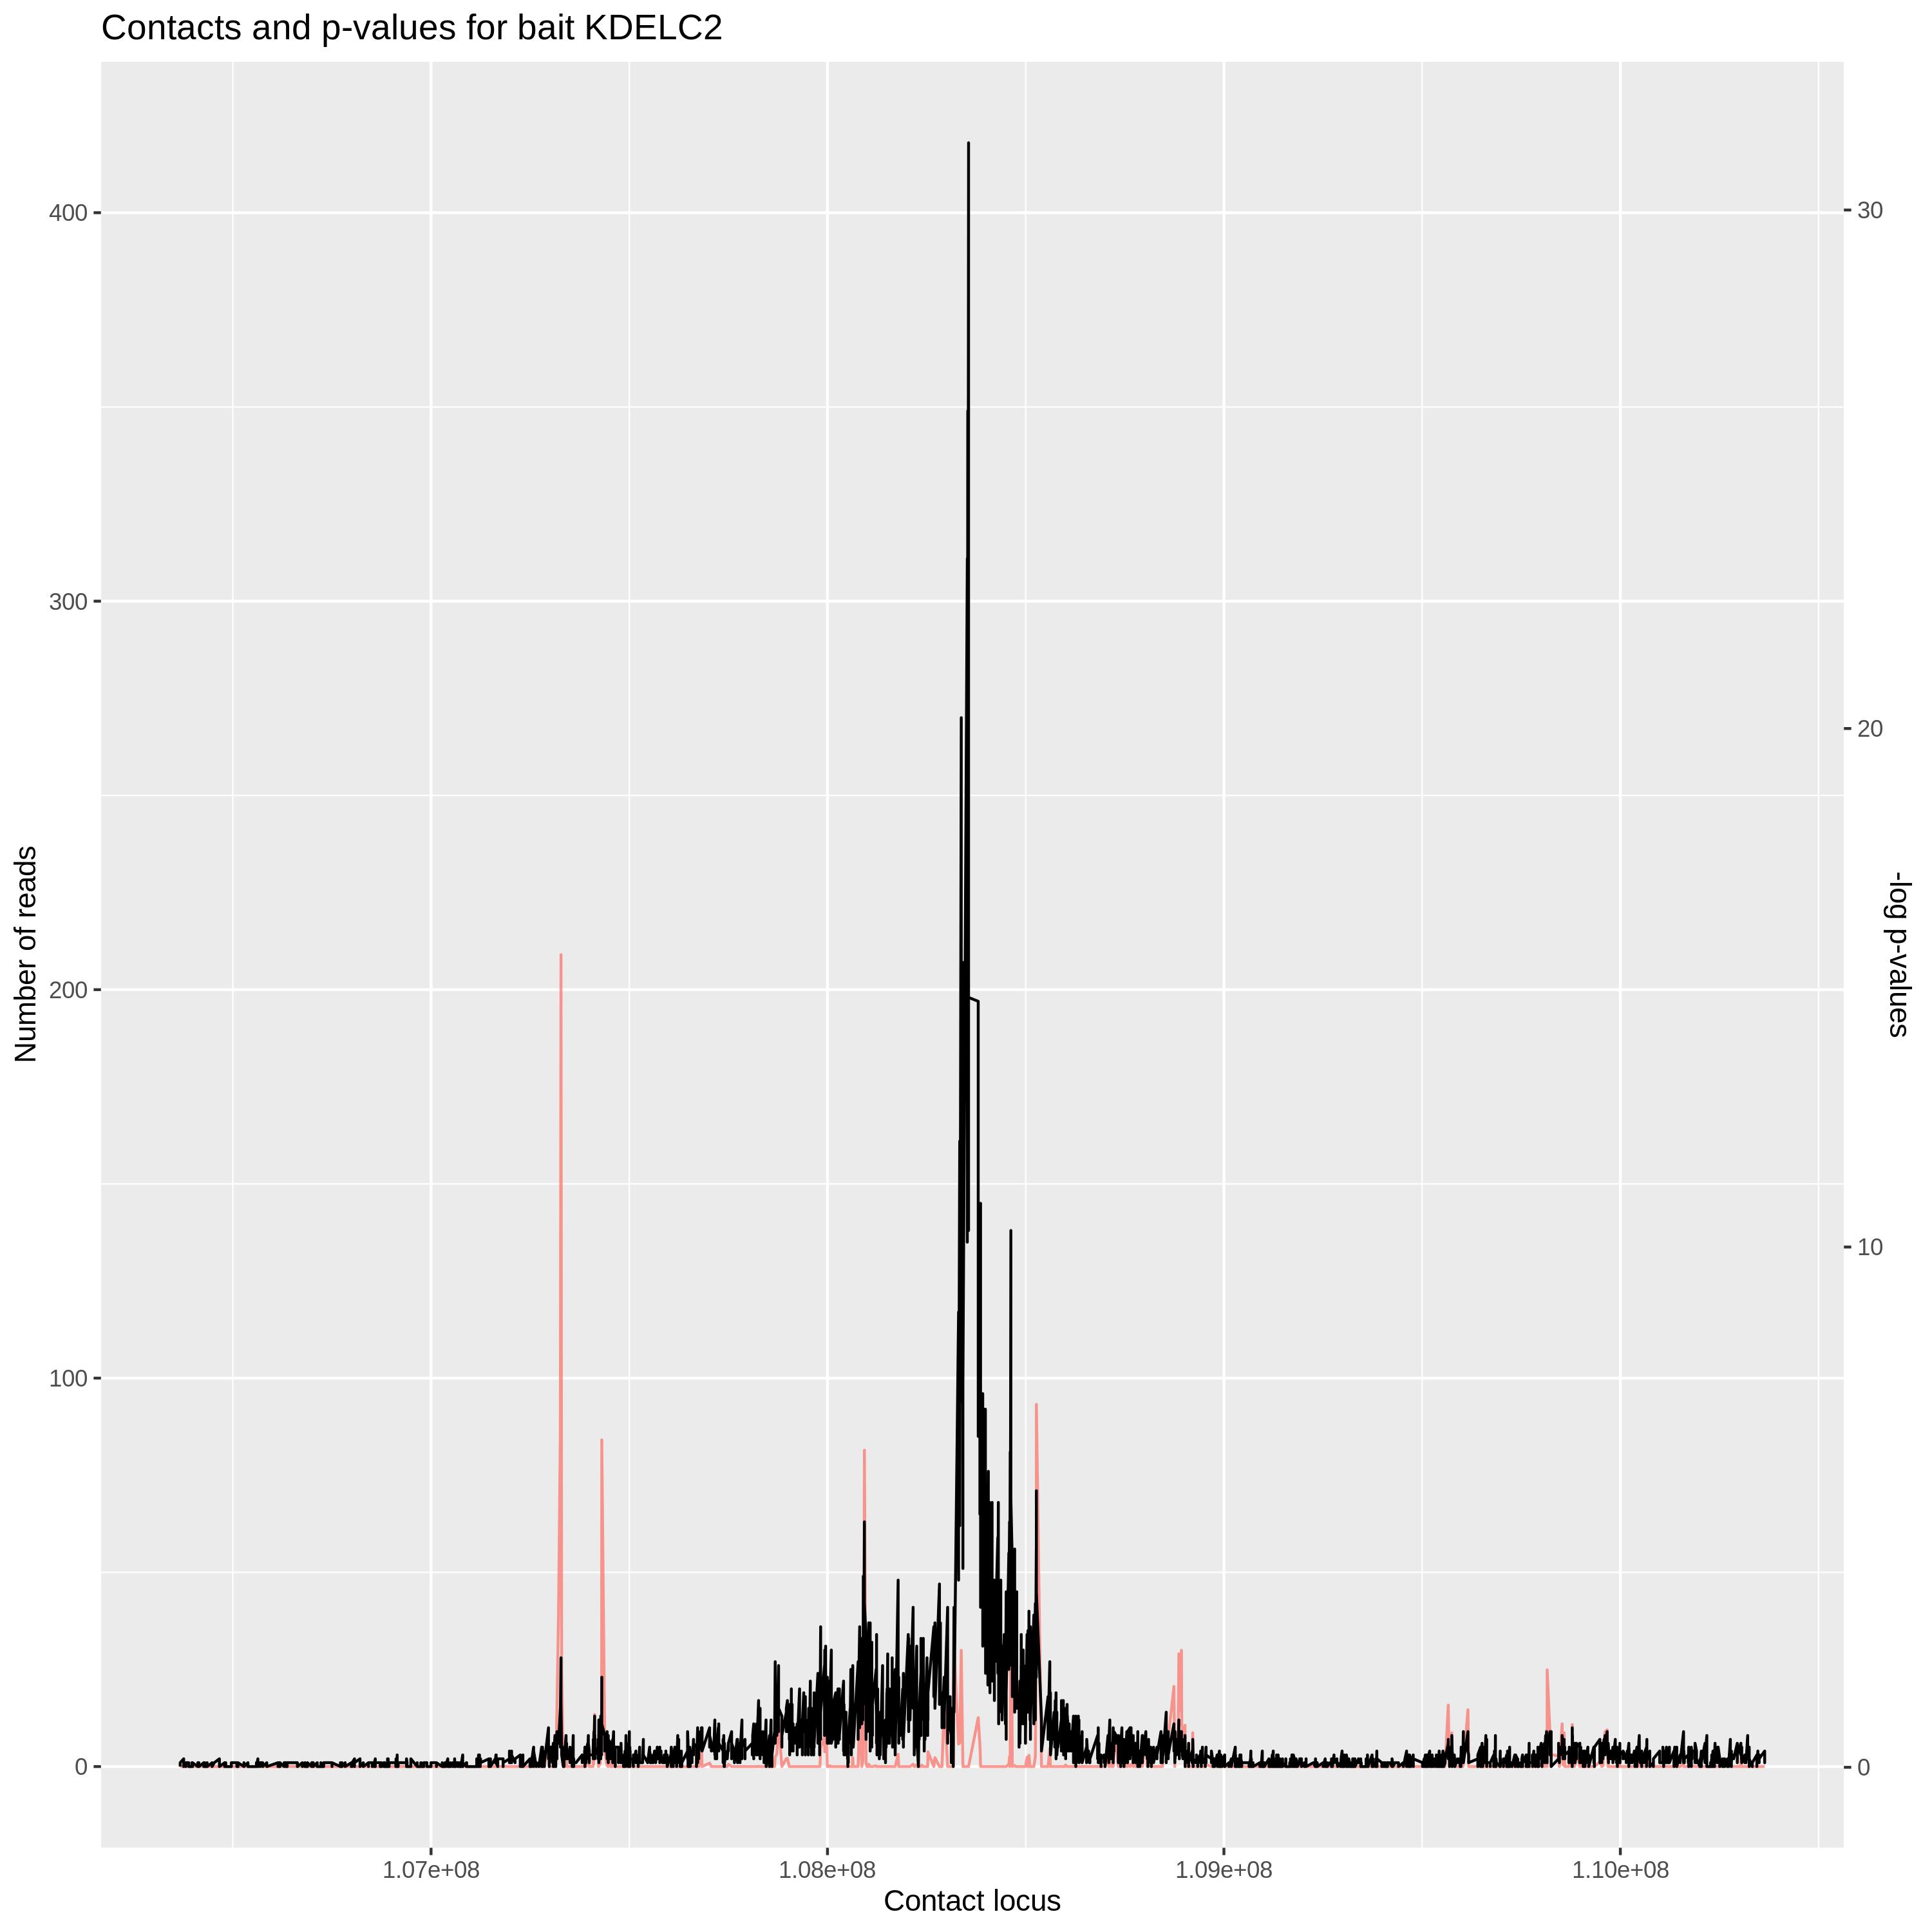 Contacts and p-values for bait KDELC2
400
300
200
100
0
Number of reads
30
20
10
0
-log p-values
1.07e+08
1.08e+08
1.09e+08
1.10e+08
Contact locus